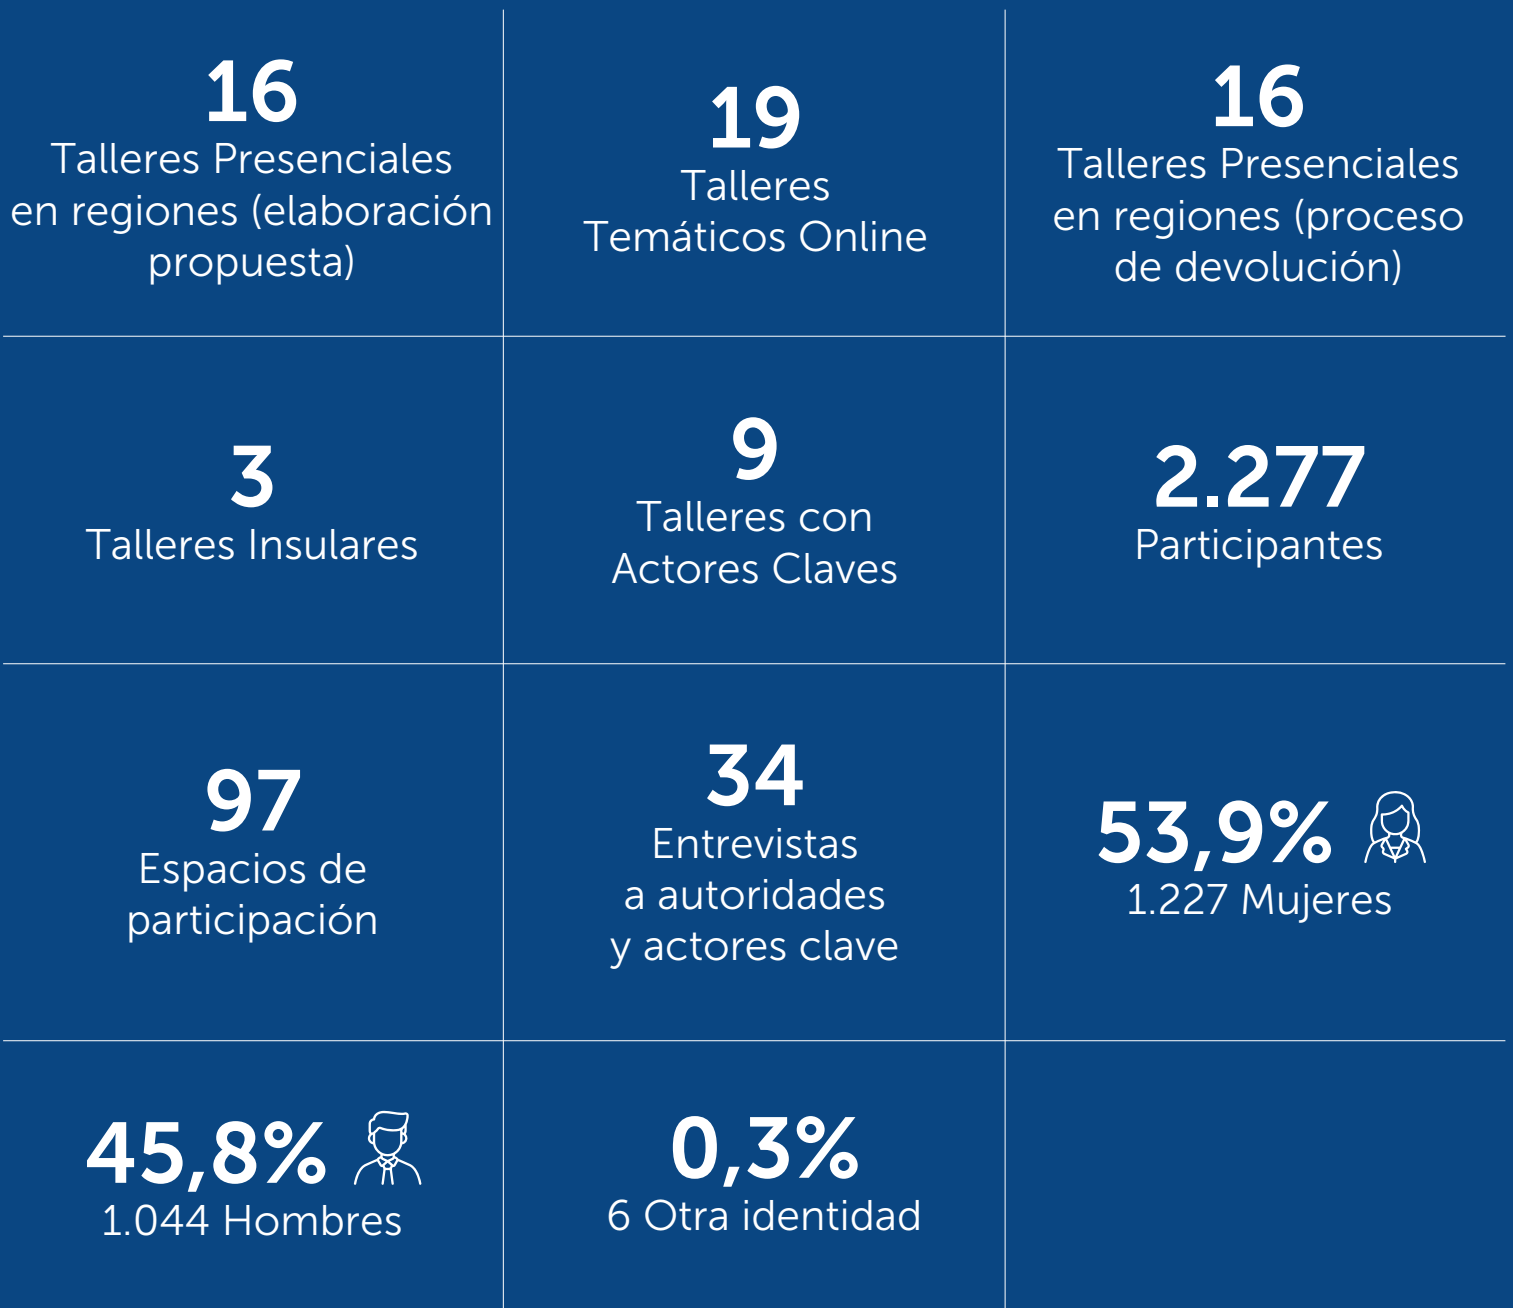 16
Talleres Presenciales
en regiones (elaboración
propuesta)
19
Talleres
Temáticos Online
16
Talleres Presenciales
en regiones (proceso
de devolución)
3
Talleres Insulares
9
Talleres con
Actores Claves
2.277
Participantes
97
Espacios de
participación
34
Entrevistas
a autoridades
y actores clave
53,9%
1.227 Mujeres
45,8%
1.044 Hombres
0,3%
6 Otra identidad